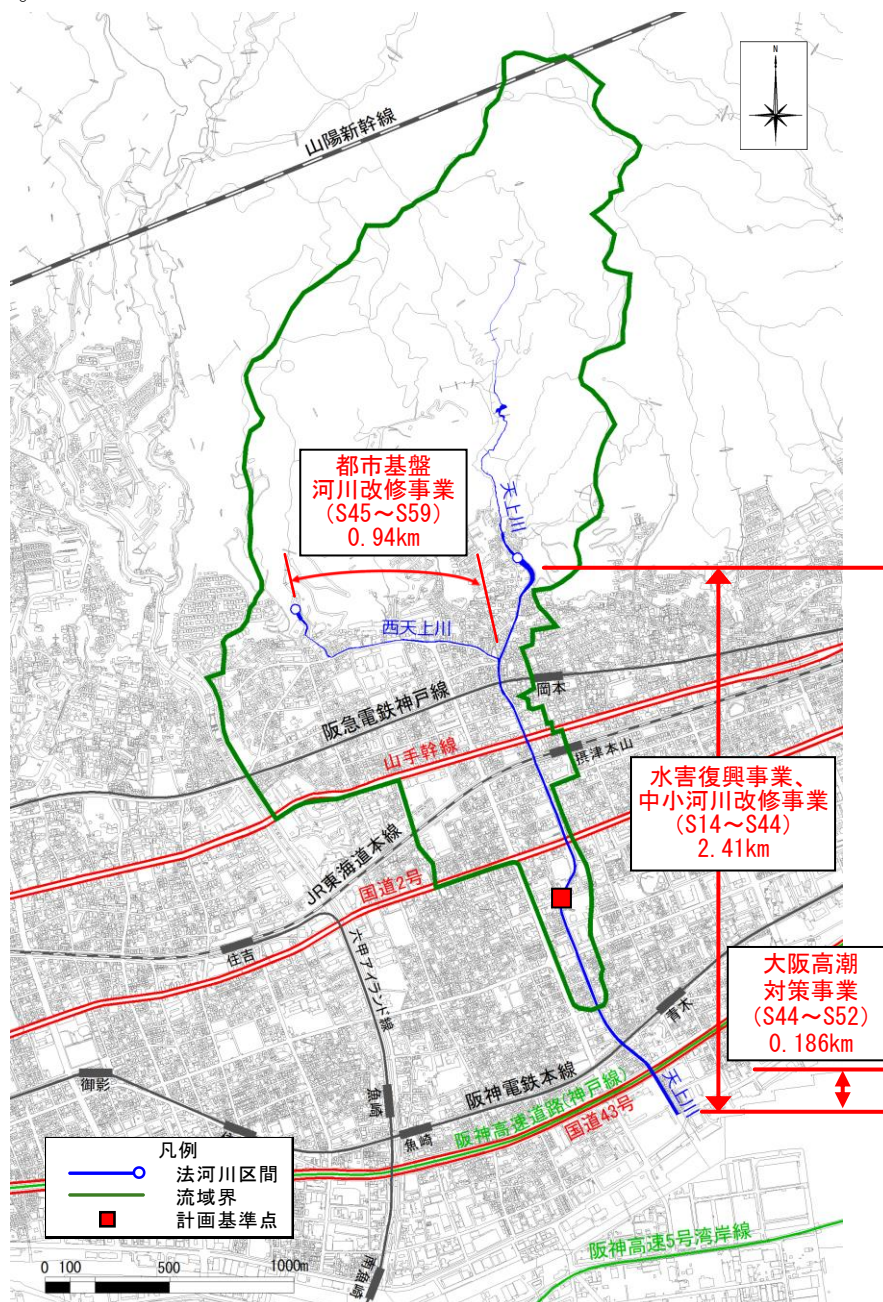 N
山陽新幹線
都市基盤
河川改修事業
(S45～S59)
0.94km
天上川
西天上川
阪急電鉄神戸線
岡本
山手幹線
摂津本山
水害復興事業、
中小河川改修事業
(S14～S44)
2.41km
JR東海道本線
国道2号
住吉
六甲アイランド線
大阪高潮
対策事業
(S44～S52)
0.186km
青木
御影
阪神電鉄本線
天上川
魚崎
阪神高速道路(神戸線)
国道43号
魚崎
凡例
法河川区間
流域界
計画基準点
阪神高速5号湾岸線
南魚崎
0 100 500 1000m